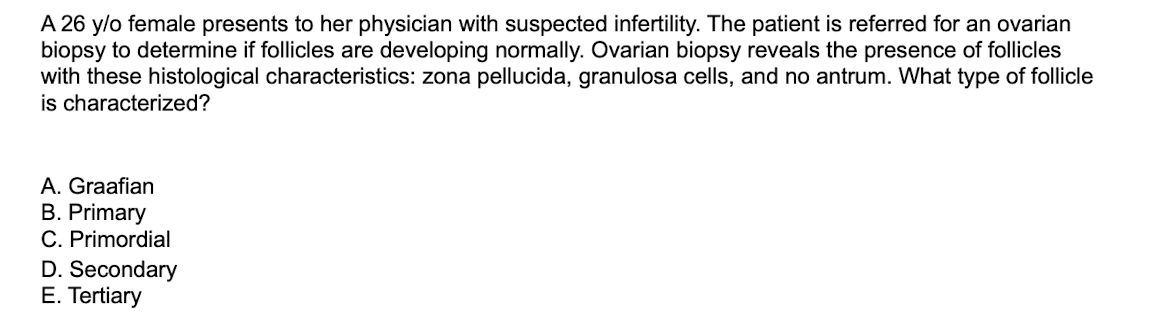 A 26 y/o female presents to her physician with suspected infertility. The patient is referred for an ovarian
biopsy to determine if follicles are developing normally. Ovarian biopsy reveals the presence of follicles
with these histological characteristics: zona pellucida, granulosa cells, and no antrum. What type of follicle
is characterized?
A. Graafian
B. Primary
C. Primordial
D. Secondary
E. Tertiary